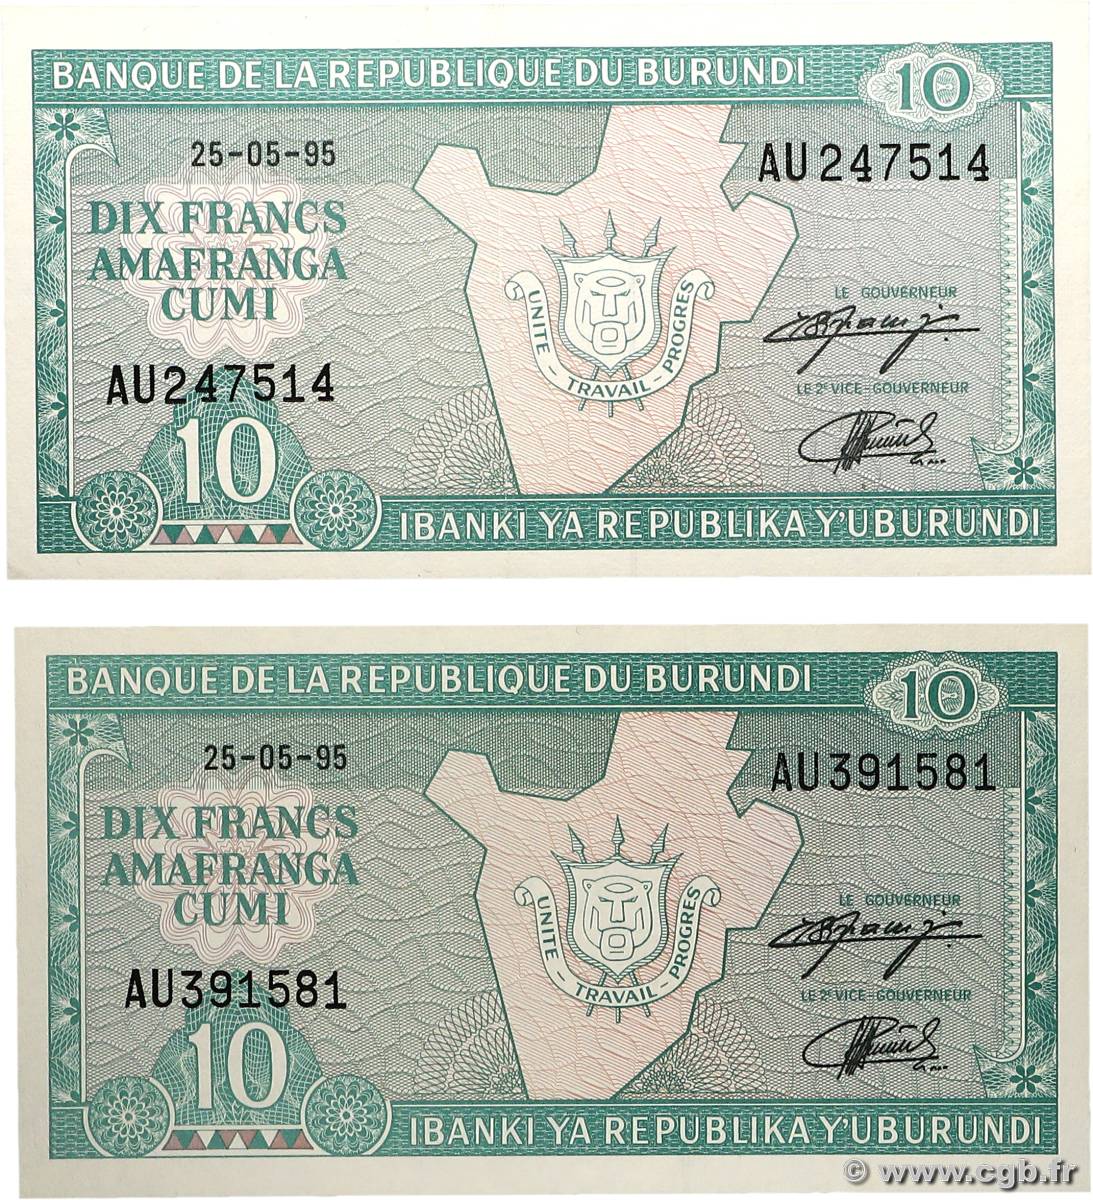 BANQUE DE LA REPUBLIQUE DU BURUNDI
10
25-05-95
AU247514
DIX FRANCS
AMAFRANGA
CUMI
UNITE - TRAVAIL - PROGRES
LE GOUVERNEUR
AU247514
LE 2e VICE-GOUVERNEUR
10
IBANKI YA REPUBLIKA Y'UBURUNDI
BANQUE DE LA REPUBLIQUE DU BURUNDI
10
25-05-95
AU391581
DIX FRANCS
AMAFRANGA
CUMI
UNITE - TRAVAIL - PROGRES
LE GOUVERNEUR
AU391581
LE 2e VICE-GOUVERNEUR
10
IBANKI YA REPUBLIKA Y'UBURUNDI
© www.cgb.fr